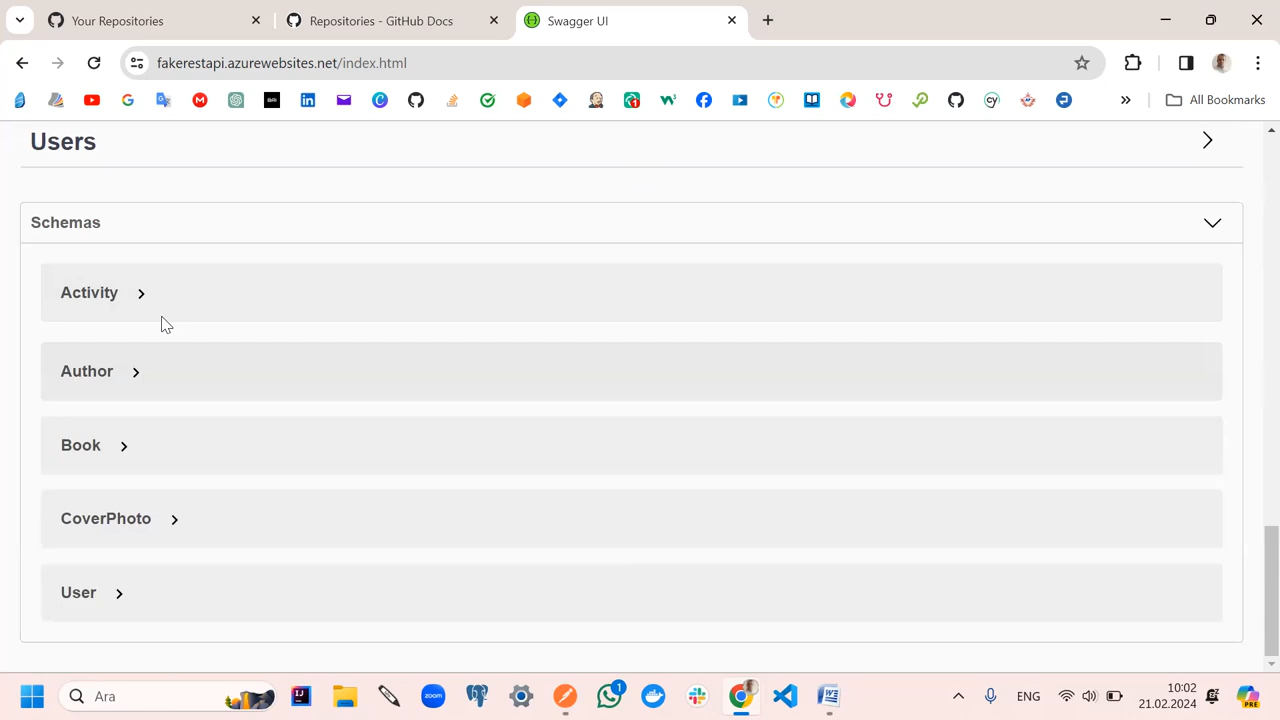 Your Repositories
Repositories - GitHub Docs
Swagger UI
fakerestapi.azurewebsites.net/index.html
All Bookmarks
Users
Schemas
Activity
Author
Book
CoverPhoto
User
Ara
ENG
10:02
21.02.2024